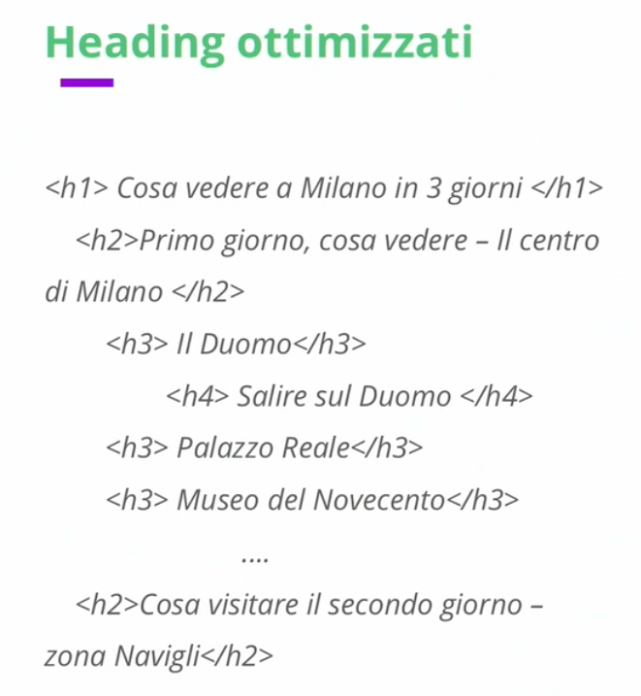 Heading ottimizzati
<h1> Cosa vedere a Milano in 3 giorni </h1>
<h2>Primo giorno, cosa vedere – Il centro
di Milano </h2>
<h3> Il Duomo</h3>
<h4> Salire sul Duomo </h4>
<h3> Palazzo Reale</h3>
<h3> Museo del Novecento</h3>
....
<h2>Cosa visitare il secondo giorno –
zona Navigli</h2>